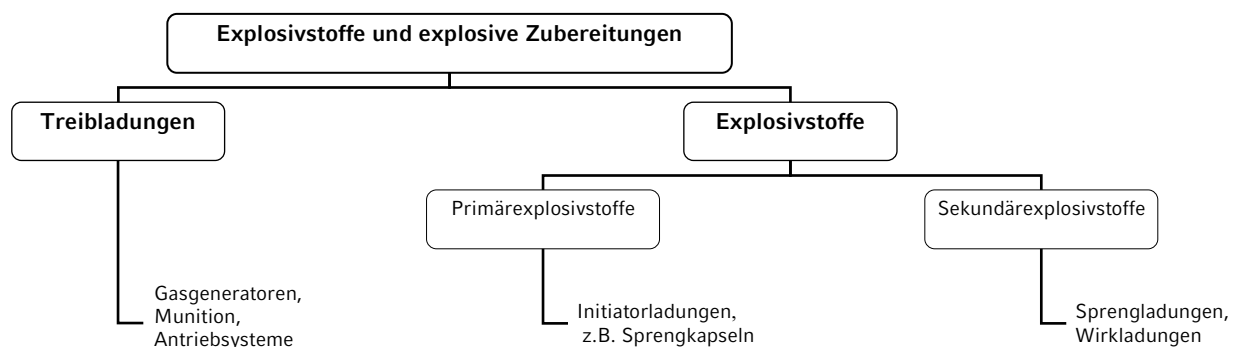 Explosivstoffe und explosive Zubereitungen
Treibladungen
Explosivstoffe
Primärexplosivstoffe
Sekundärexplosivstoffe
Gasgeneratoren,
Munition,
Antriebsysteme
Initiatorladungen,
z.B. Sprengkapseln
Sprengladungen,
Wirkladungen